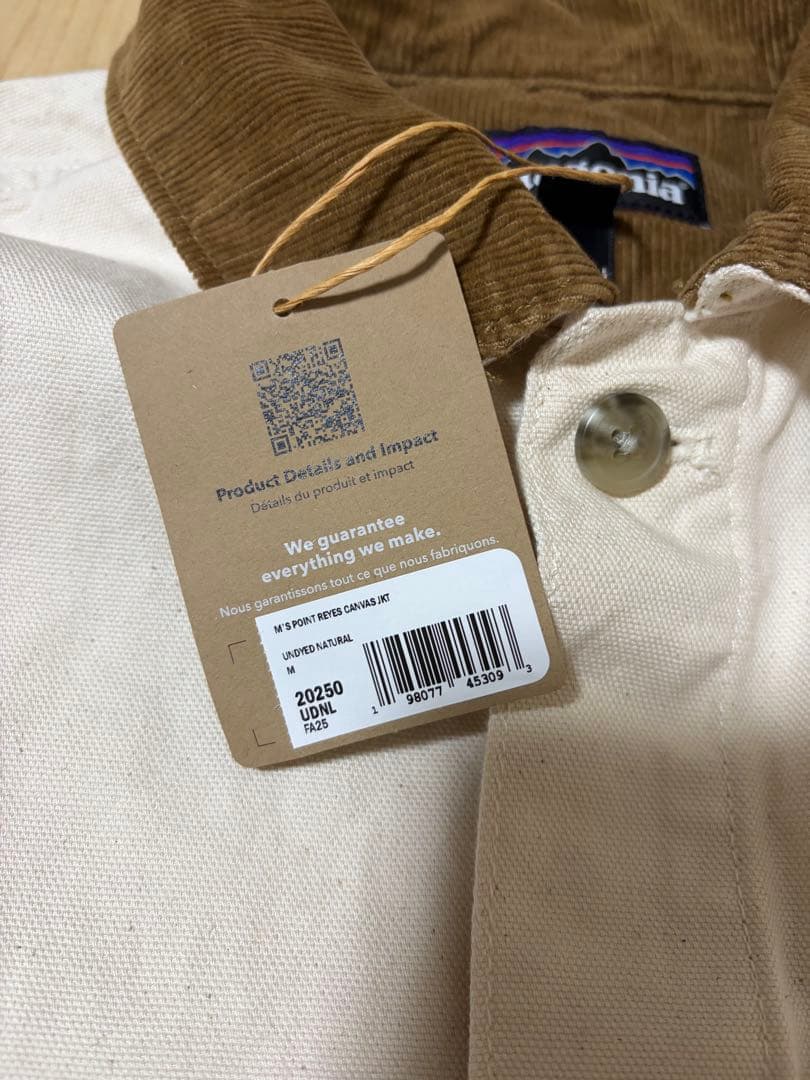 Product Details and Impact
Détails du produit et impact
We guarantee
everything we make.
Nous garantissons tout ce que nous fabriquons.
M'S POINT REYES CANVAS JKT
UNDYED NATURAL
M
20250
UDNL
FA25
1 98077 45309 3